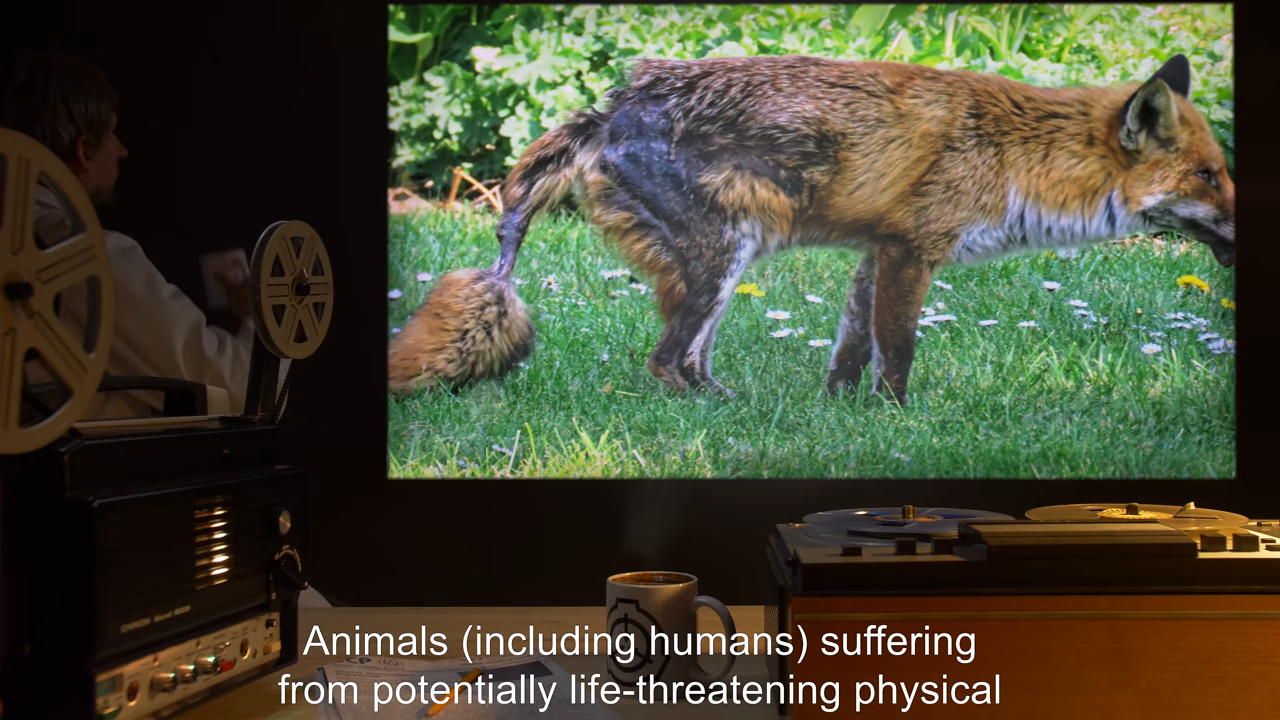 Animals (including humans) suffering
from potentially life-threatening physical